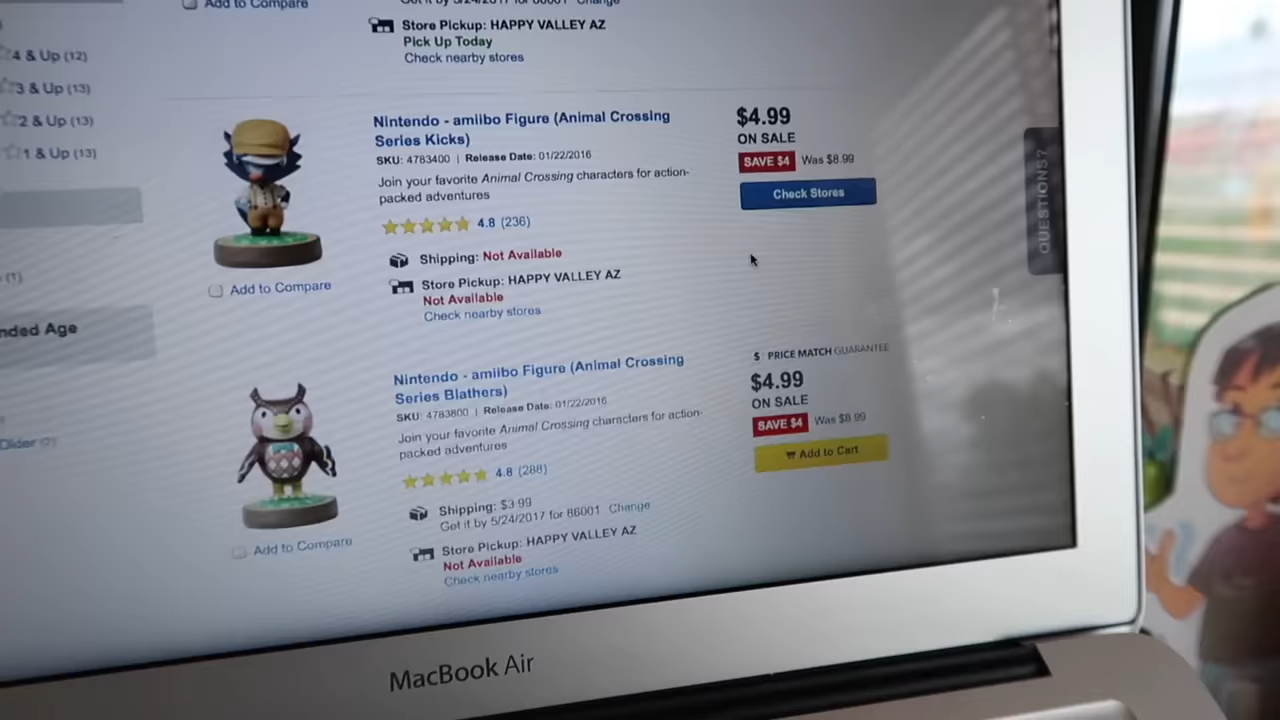 Add to Compare
Change
Store Pickup: HAPPY VALLEY AZ
Pick Up Today
Check nearby stores
4 & Up (12)
3 & Up (13)
2 & Up (13)
1 & Up (13)
Nintendo - amiibo Figure (Animal Crossing
Series Kicks)
SKU: 4783400 | Release Date: 01/22/2016
Join your favorite Animal Crossing characters for action-
packed adventures
4.8 (236)
Shipping: Not Available
Store Pickup: HAPPY VALLEY AZ
Not Available
Check nearby stores
Add to Compare
$4.99
ON SALE
SAVE $4 Was $8.99
Check Stores
QUESTIONS?
(1)
nded Age
Older (2)
Nintendo - amiibo Figure (Animal Crossing
Series Blathers)
SKU: 4783800 | Release Date: 01/22/2016
Join your favorite Animal Crossing characters for action-
packed adventures
4.8 (288)
Shipping: $3.99
Get it by 5/24/2017 for 86001 Change
Store Pickup: HAPPY VALLEY AZ
Not Available
Check nearby stores
Add to Compare
$ PRICE MATCH GUARANTEE
$4.99
ON SALE
SAVE $4 Was $8.99
Add to Cart
MacBook Air